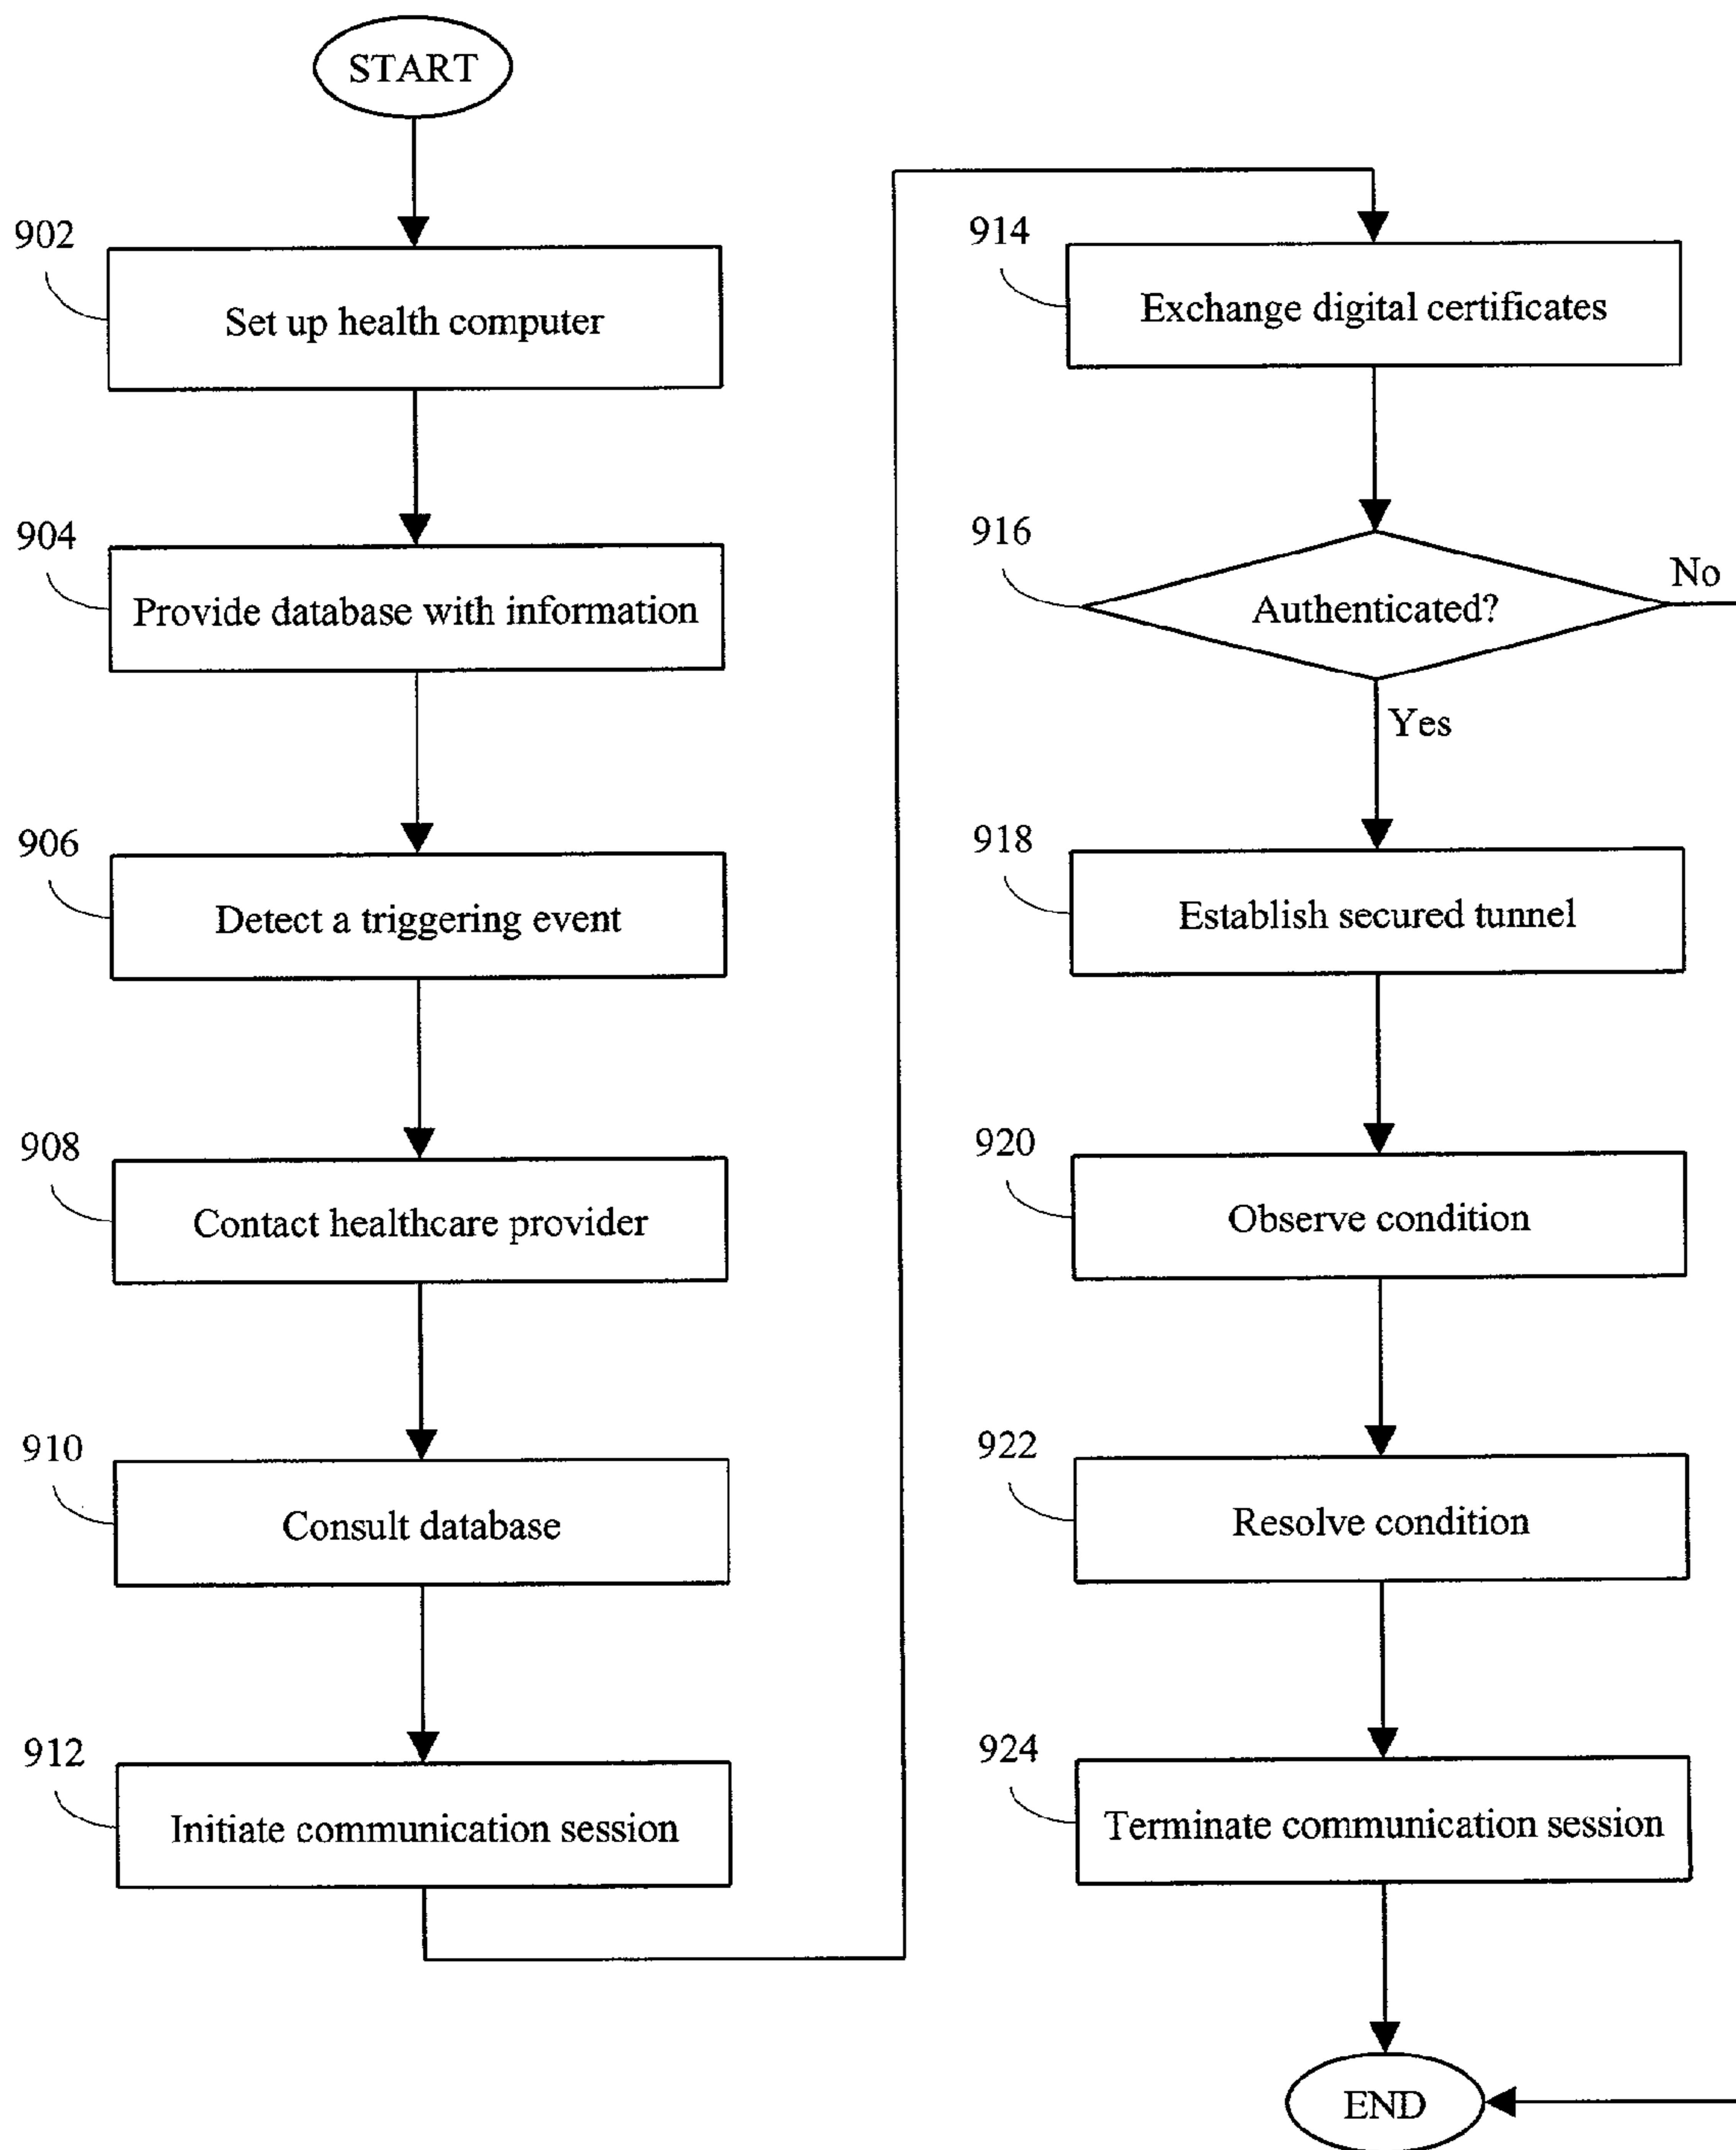 START
902
Set up health computer
904
Provide database with information
906
Detect a triggering event
908
Contact healthcare provider
910
Consult database
912
Initiate communication session
914
Exchange digital certificates
916
Authenticated?
No
Yes
918
Establish secured tunnel
920
Observe condition
922
Resolve condition
924
Terminate communication session
END